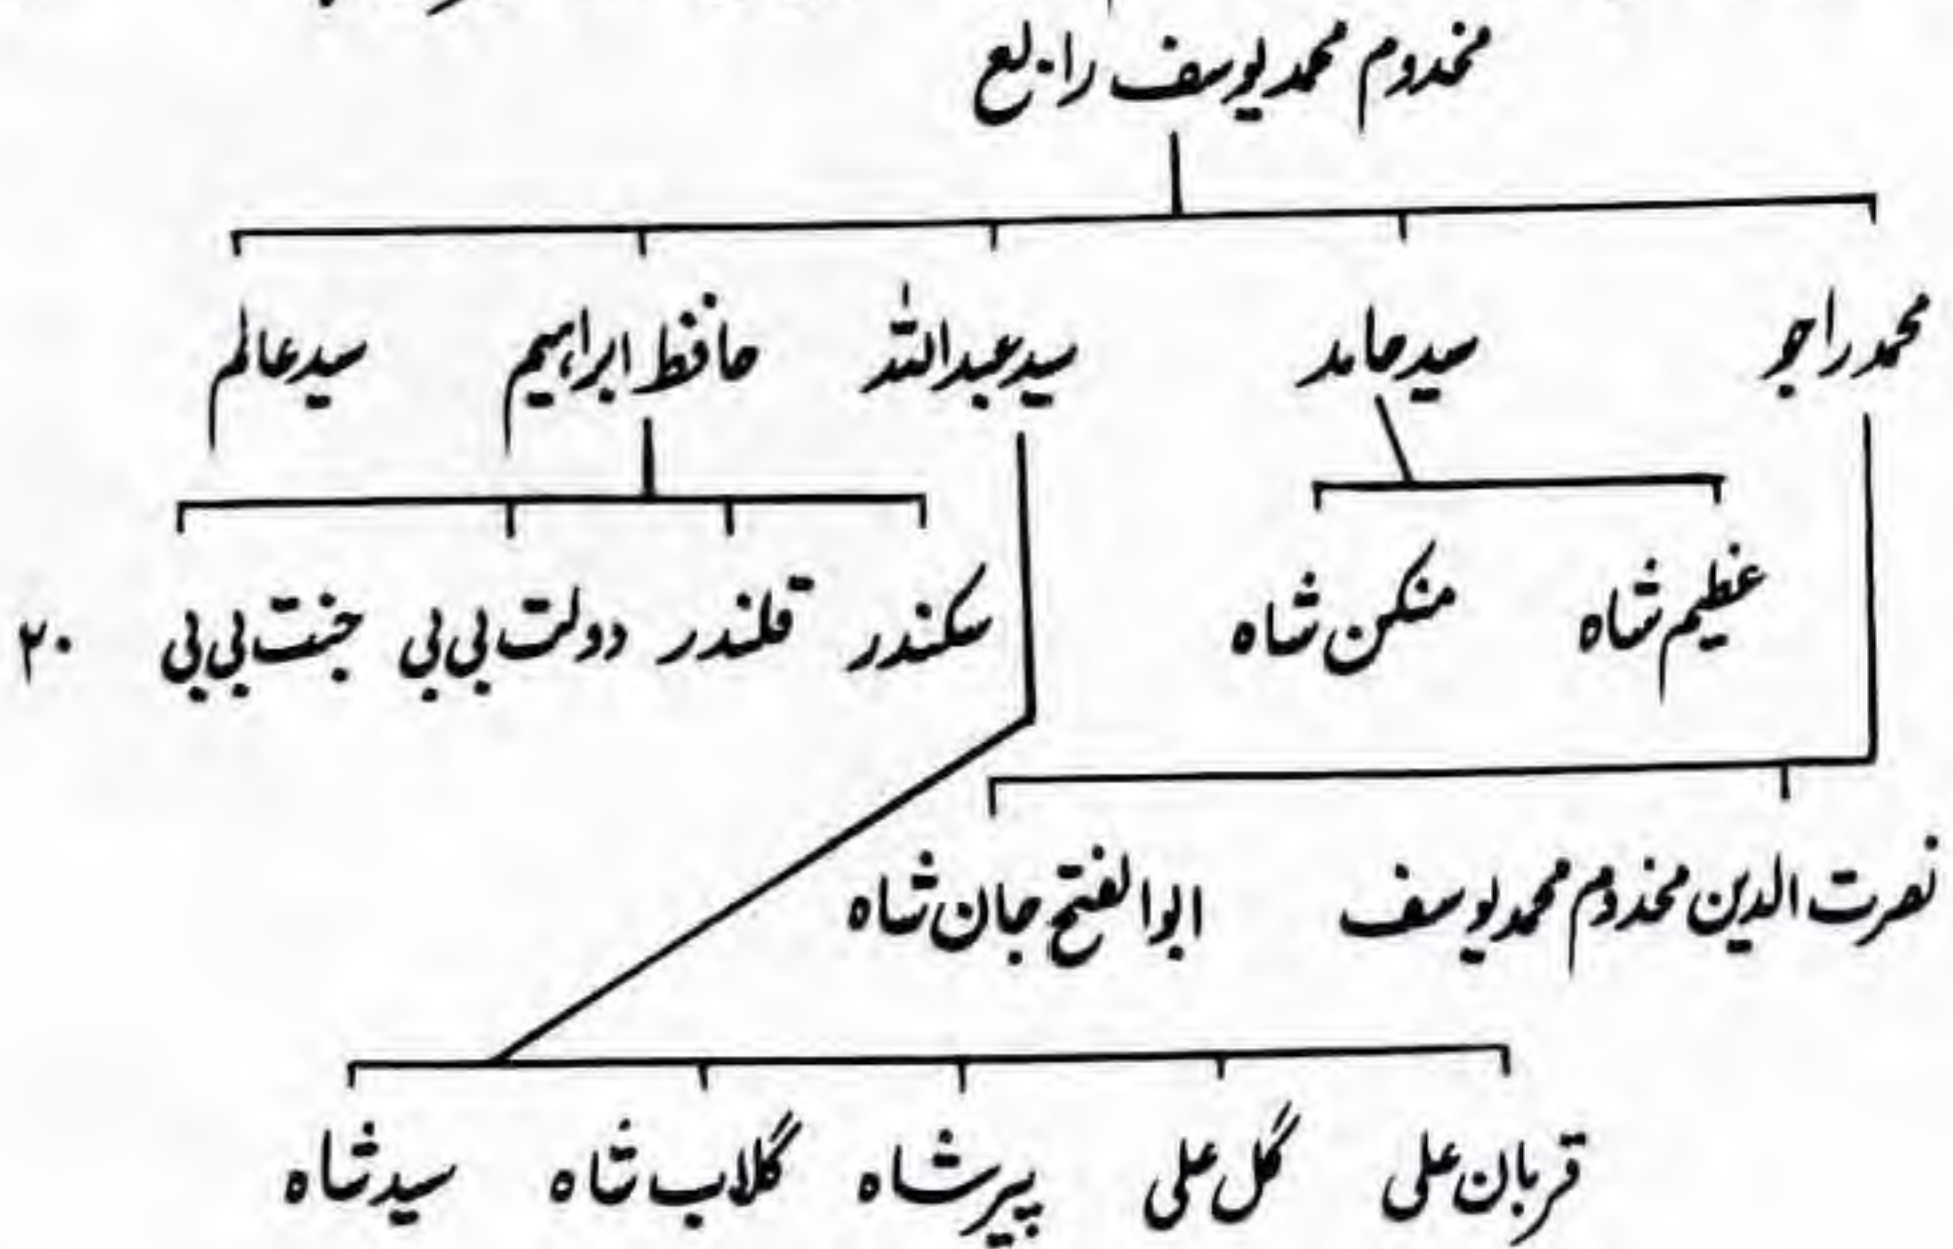 مخدوم محمد یوسف رابع
محمد راجو سید حامد سید عبداللہ حافظ ابراہیم سید عالم
عظیم شاہ منکن شاہ سکندر قلندر دولت بی بی جنت بی بی ۲۰
نصرت الدین مخدوم محمد یوسف ابوالفتح جان شاہ
قربان علی گل علی پیر شاہ گلاب شاہ سید شاہ